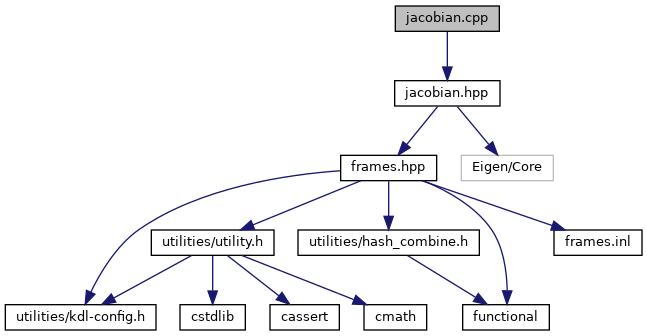 jacobian.cpp
jacobian.hpp
frames.hpp
Eigen/Core
utilities/utility.h
utilities/hash_combine.h
frames.inl
utilities/kdl-config.h
cstdlib
cassert
cmath
functional